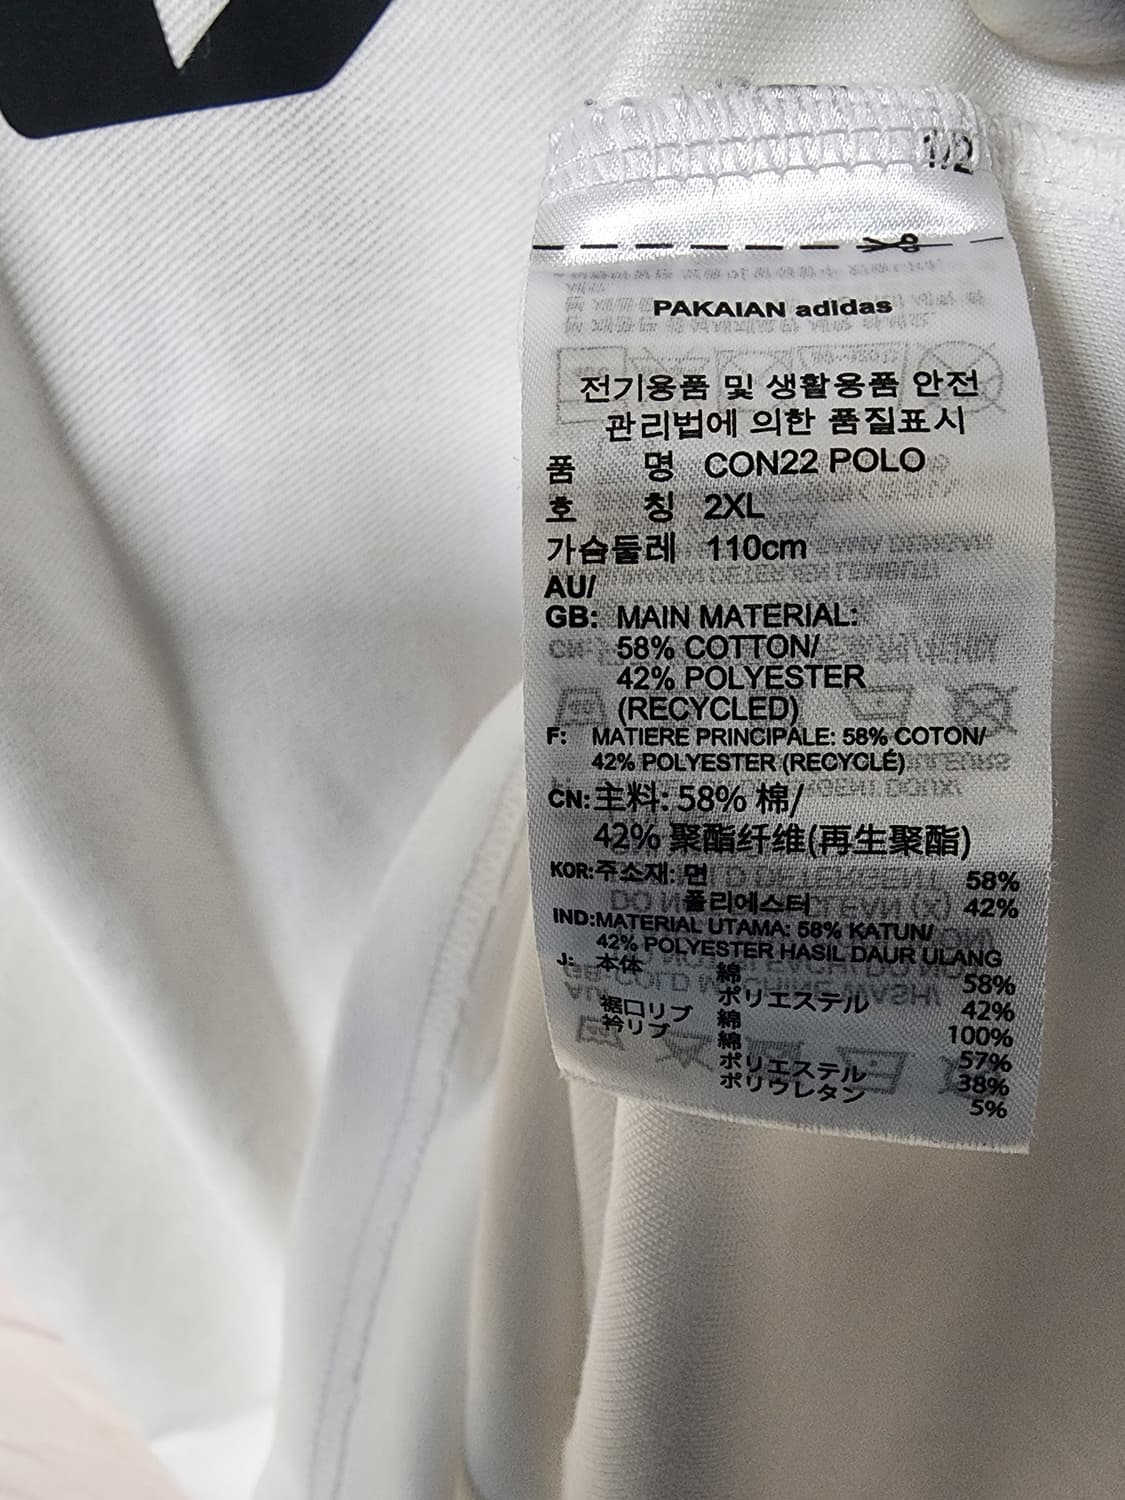 1/2
PAKAIAN adidas
전기용품 및 생활용품 안전
관리법에 의한 품질표시
품 명 CON22 POLO
호 칭 2XL
가슴둘레 110cm
AU/
GB: MAIN MATERIAL:
58% COTTON/
42% POLYESTER
(RECYCLED)
F: MATIERE PRINCIPALE: 58% COTON/
42% POLYESTER (RECYCLÉ)
CN: 主料: 58% 棉/
42% 聚酯纤维(再生聚酯)
KOR: 주소재: 면 58%
폴리에스터 42%
IND: MATERIAL UTAMA: 58% KATUN/
42% POLYESTER HASIL DAUR ULANG
J: 本体 綿 58%
ポリエステル 42%
裾口リブ 綿 100%
衿リブ 綿 57%
ポリエステル 38%
ポリウレタン 5%